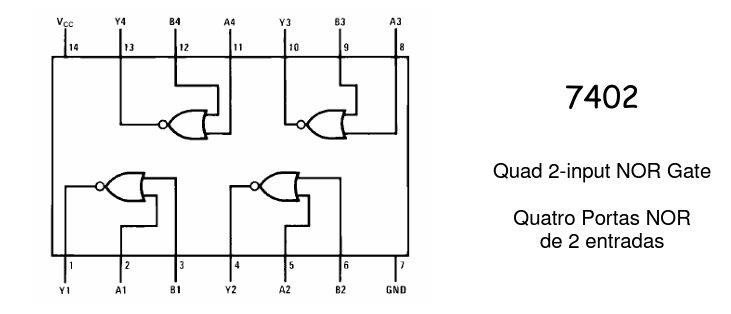 Vcc Y4 B4 A4 Y3 B3 A3
14 13 12 11 10 9 8
7402
Quad 2-input NOR Gate
Quatro Portas NOR
de 2 entradas
1 2 3 4 5 6 7
Y1 A1 B1 Y2 A2 B2 GND